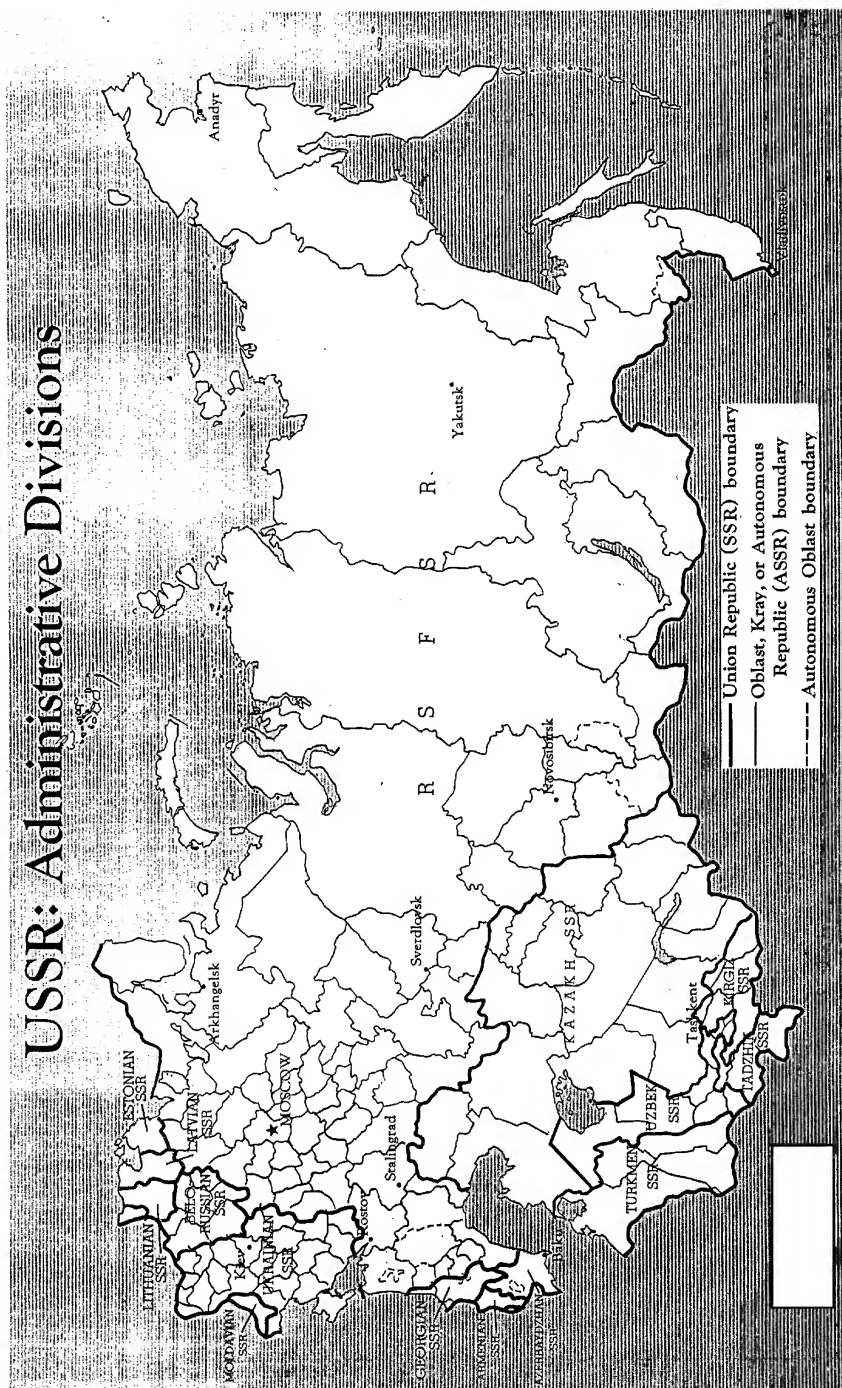 USSR: Administrative Divisions
Anadyr
Yakutsk
Vladivostok
R S F S R
Novosibirsk
Arkhangelsk
Sverdlovsk
ESTONIAN
SSR
LATVIAN
SSR
LITHUANIAN
SSR
BELO-
RUSSIAN
SSR
MOSCOW
Kiev
UKRAINIAN
SSR
MOLDAVIAN
SSR
Rostov
Stalingrad
GEORGIAN
SSR
ARMENIAN
SSR
AZERBAYDZHAN
SSR
Baku
KAZAKH SSR
Tashkent
KIRGIZ
SSR
UZBEK
SSR
TADZHIK
SSR
TURKMEN
SSR
Union Republic (SSR) boundary
Oblast, Kray, or Autonomous
Republic (ASSR) boundary
Autonomous Oblast boundary